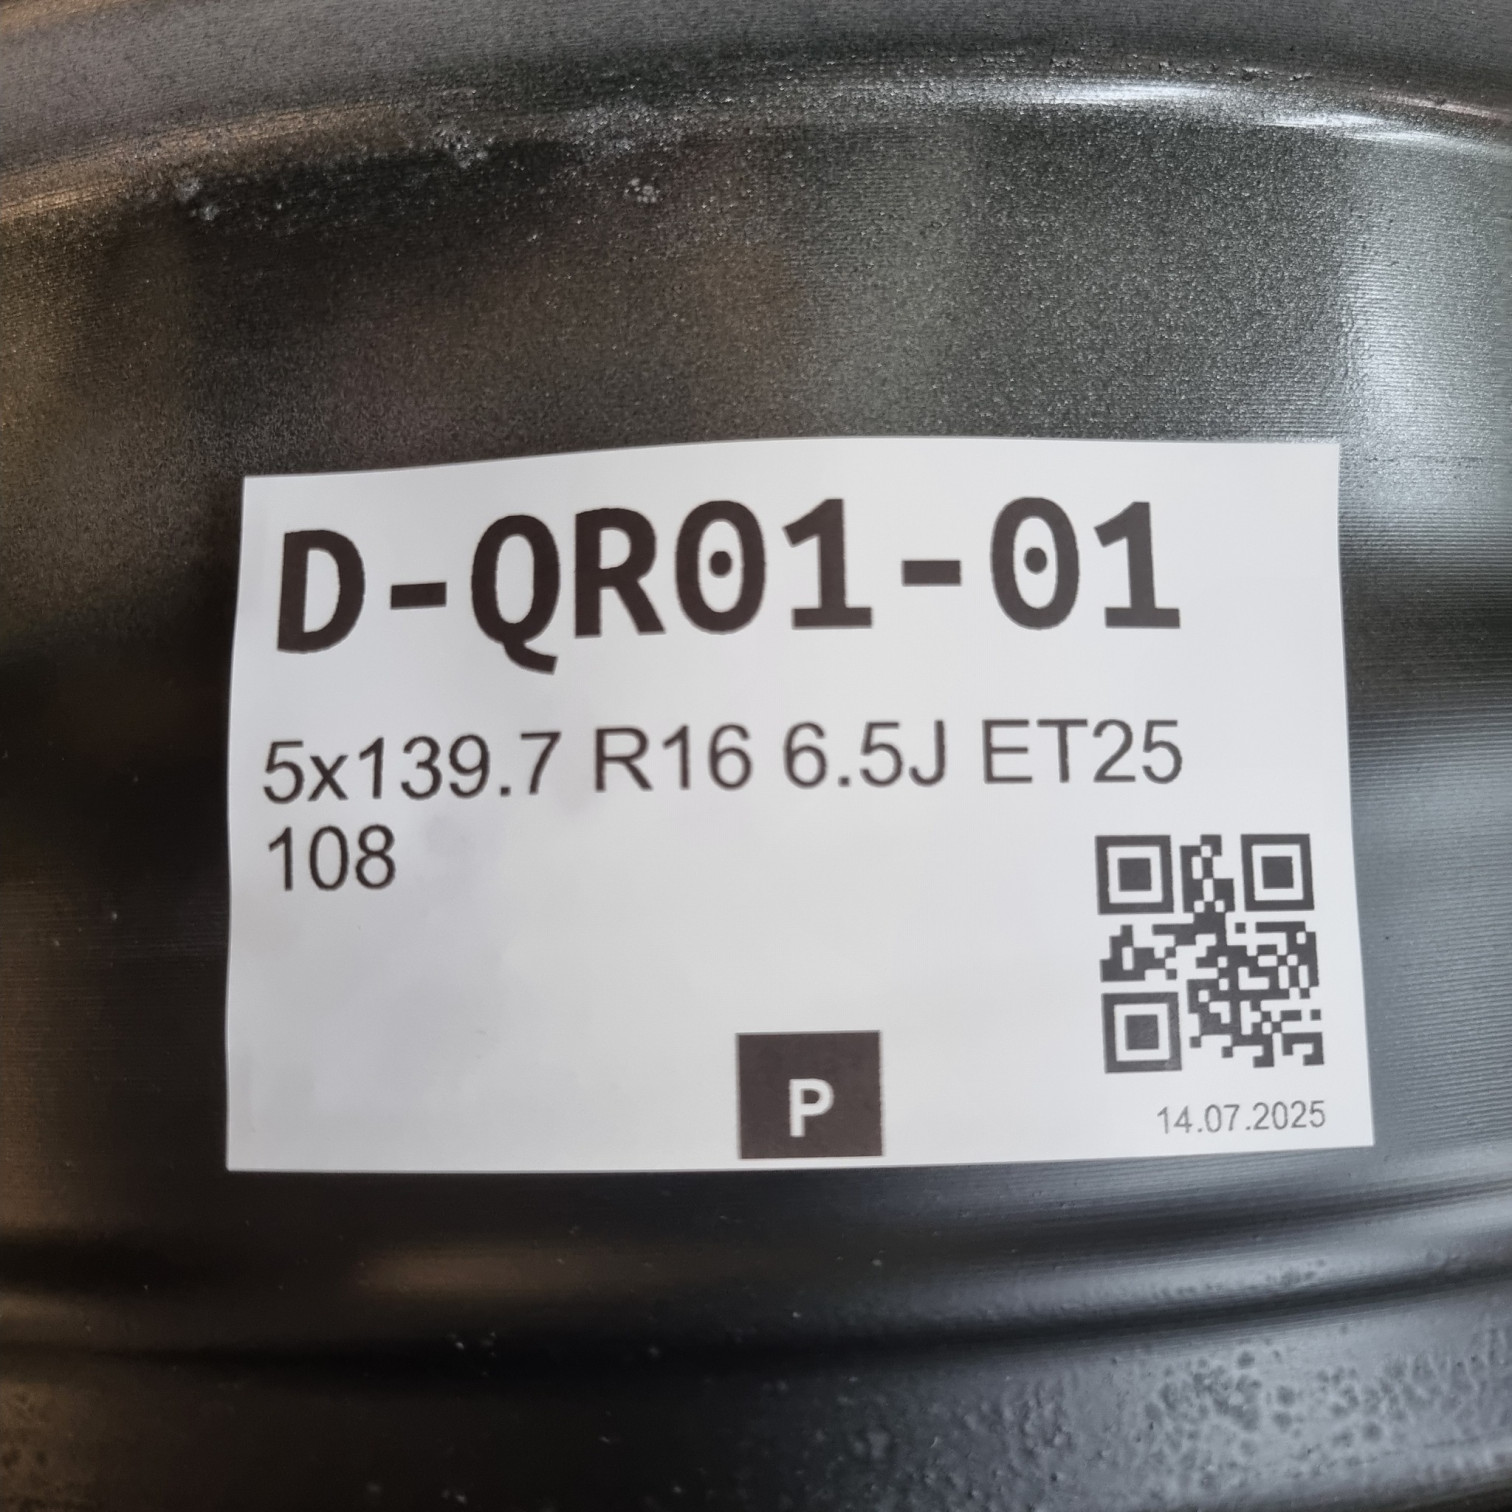 D-QR01-01
5x139.7 R16 6.5J ET25
108
P
14.07.2025